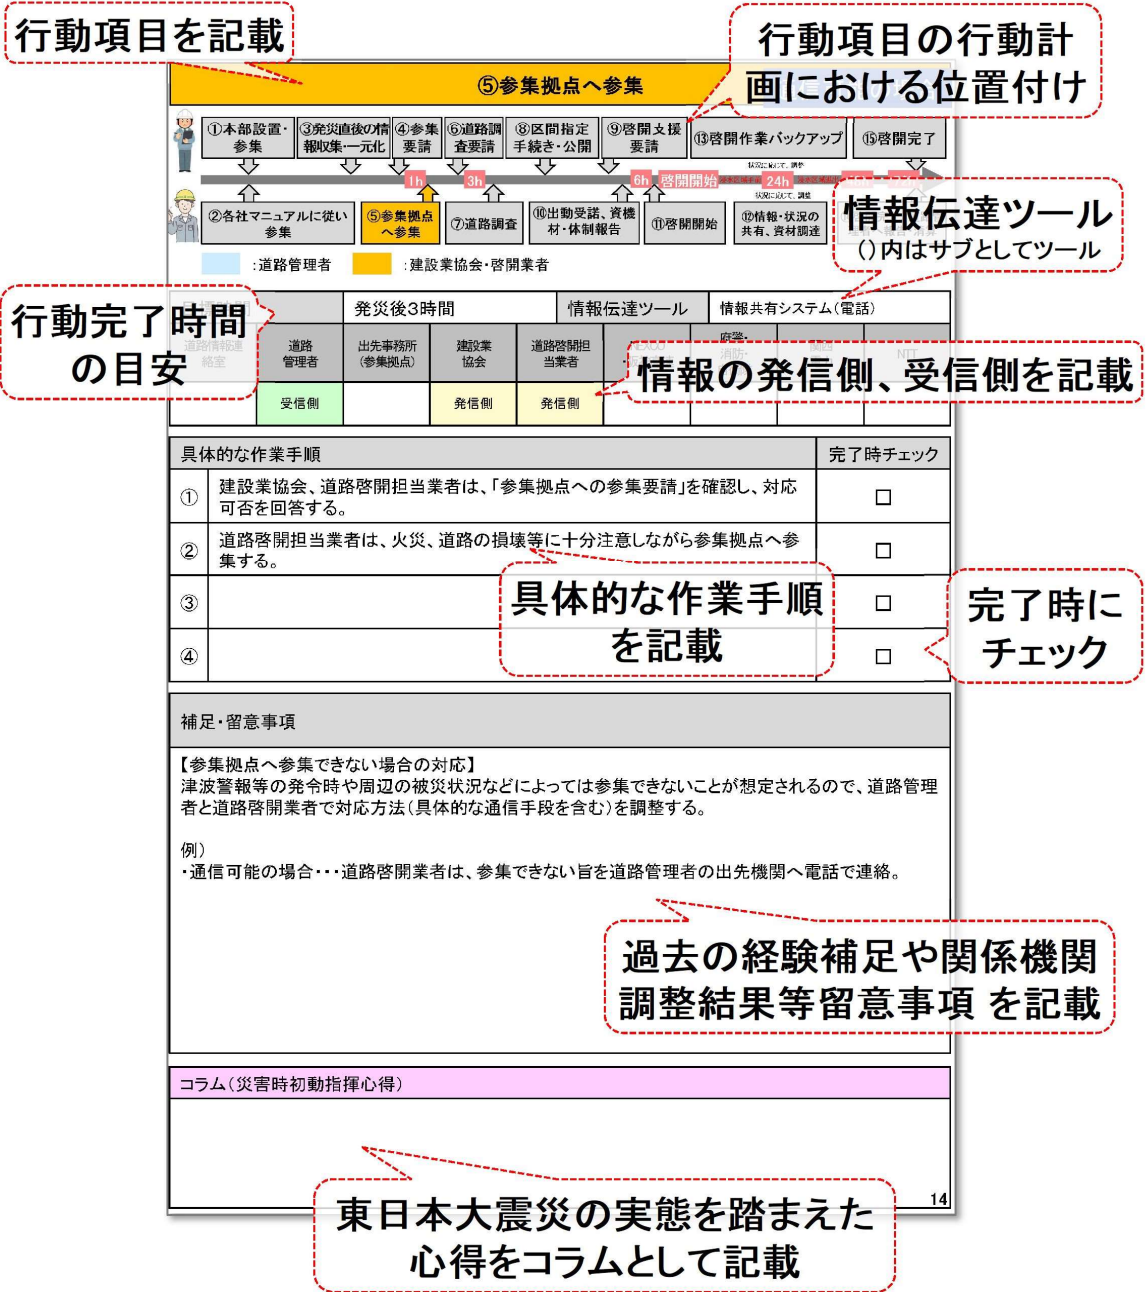 行動項目を記載
行動項目の行動計
画における位置付け
⑤参集拠点へ参集
①本部設置・
参集
③発災直後の情
報収集・一元化
④参集
要請
⑥道路調
査要請
⑧区間指定
手続き・公開
⑨啓開支援
要請
⑬啓開作業バックアップ
⑮啓開完了
状況に応じて、調整
1h
3h
6h
啓開開始
24h
状況に応じて、調整
②各社マニュアルに従い
参集
⑤参集拠点
へ参集
⑦道路調査
⑩出動受諾、資機
材・体制報告
⑪啓開開始
⑫情報・状況の
共有、資材調達
情報伝達ツール
()内はサブとしてツール
:道路管理者
:建設業協会・啓開業者
行動完了時間
の目安
目標時間
発災後3時間
情報伝達ツール
情報共有システム(電話)
道路情報連
絡室
道路
管理者
出先事務所
(参集拠点)
建設業
協会
道路啓開担
当業者
NTT
情報の発信側、受信側を記載
受信側
発信側
発信側
具体的な作業手順
完了時チェック
①
建設業協会、道路啓開担当業者は、「参集拠点への参集要請」を確認し、対応
可否を回答する。
□
②
道路啓開担当業者は、火災、道路の損壊等に十分注意しながら参集拠点へ参
集する。
□
③
□
④
□
具体的な作業手順
を記載
完了時に
チェック
補足・留意事項
【参集拠点へ参集できない場合の対応】
津波警報等の発令時や周辺の被災状況などによっては参集できないことが想定されるので、道路管理
者と道路啓開業者で対応方法(具体的な通信手段を含む)を調整する。
例)
・通信可能の場合・・・道路啓開業者は、参集できない旨を道路管理者の出先機関へ電話で連絡。
過去の経験補足や関係機関
調整結果等留意事項 を記載
コラム(災害時初動指揮心得)
東日本大震災の実態を踏まえた
心得をコラムとして記載
14